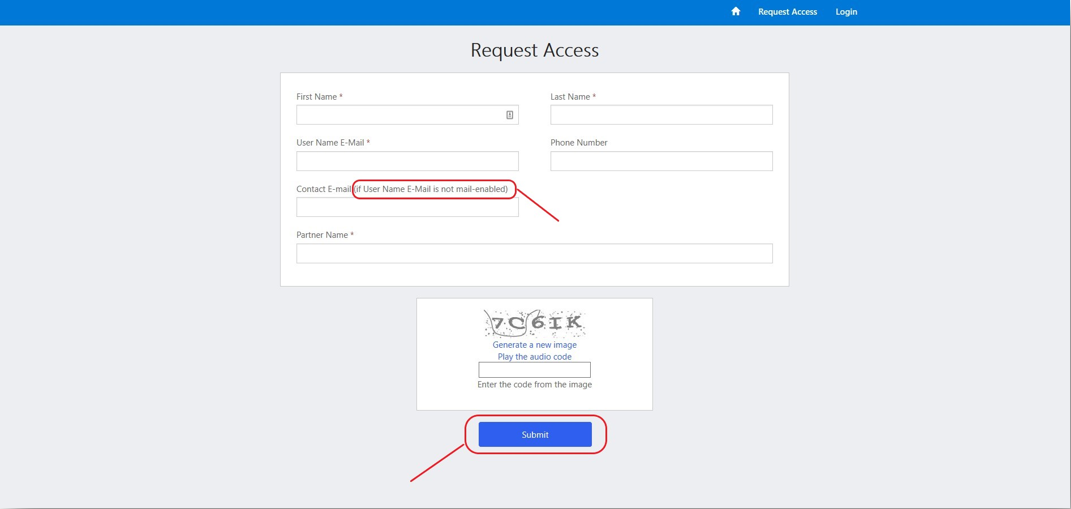 Request Access Login
Request Access
First Name * Last Name *
User Name E-Mail * Phone Number
Contact E-mail (if User Name E-Mail is not mail-enabled)
Partner Name *
7C6IK
Generate a new image
Play the audio code
Enter the code from the image
Submit